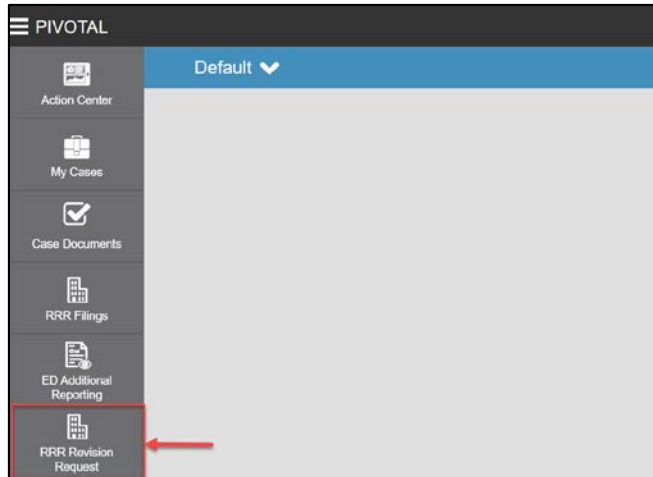 PIVOTAL
Default
Action Center
My Cases
Case Documents
RRR Filings
ED Additional
Reporting
RRR Revision
Request